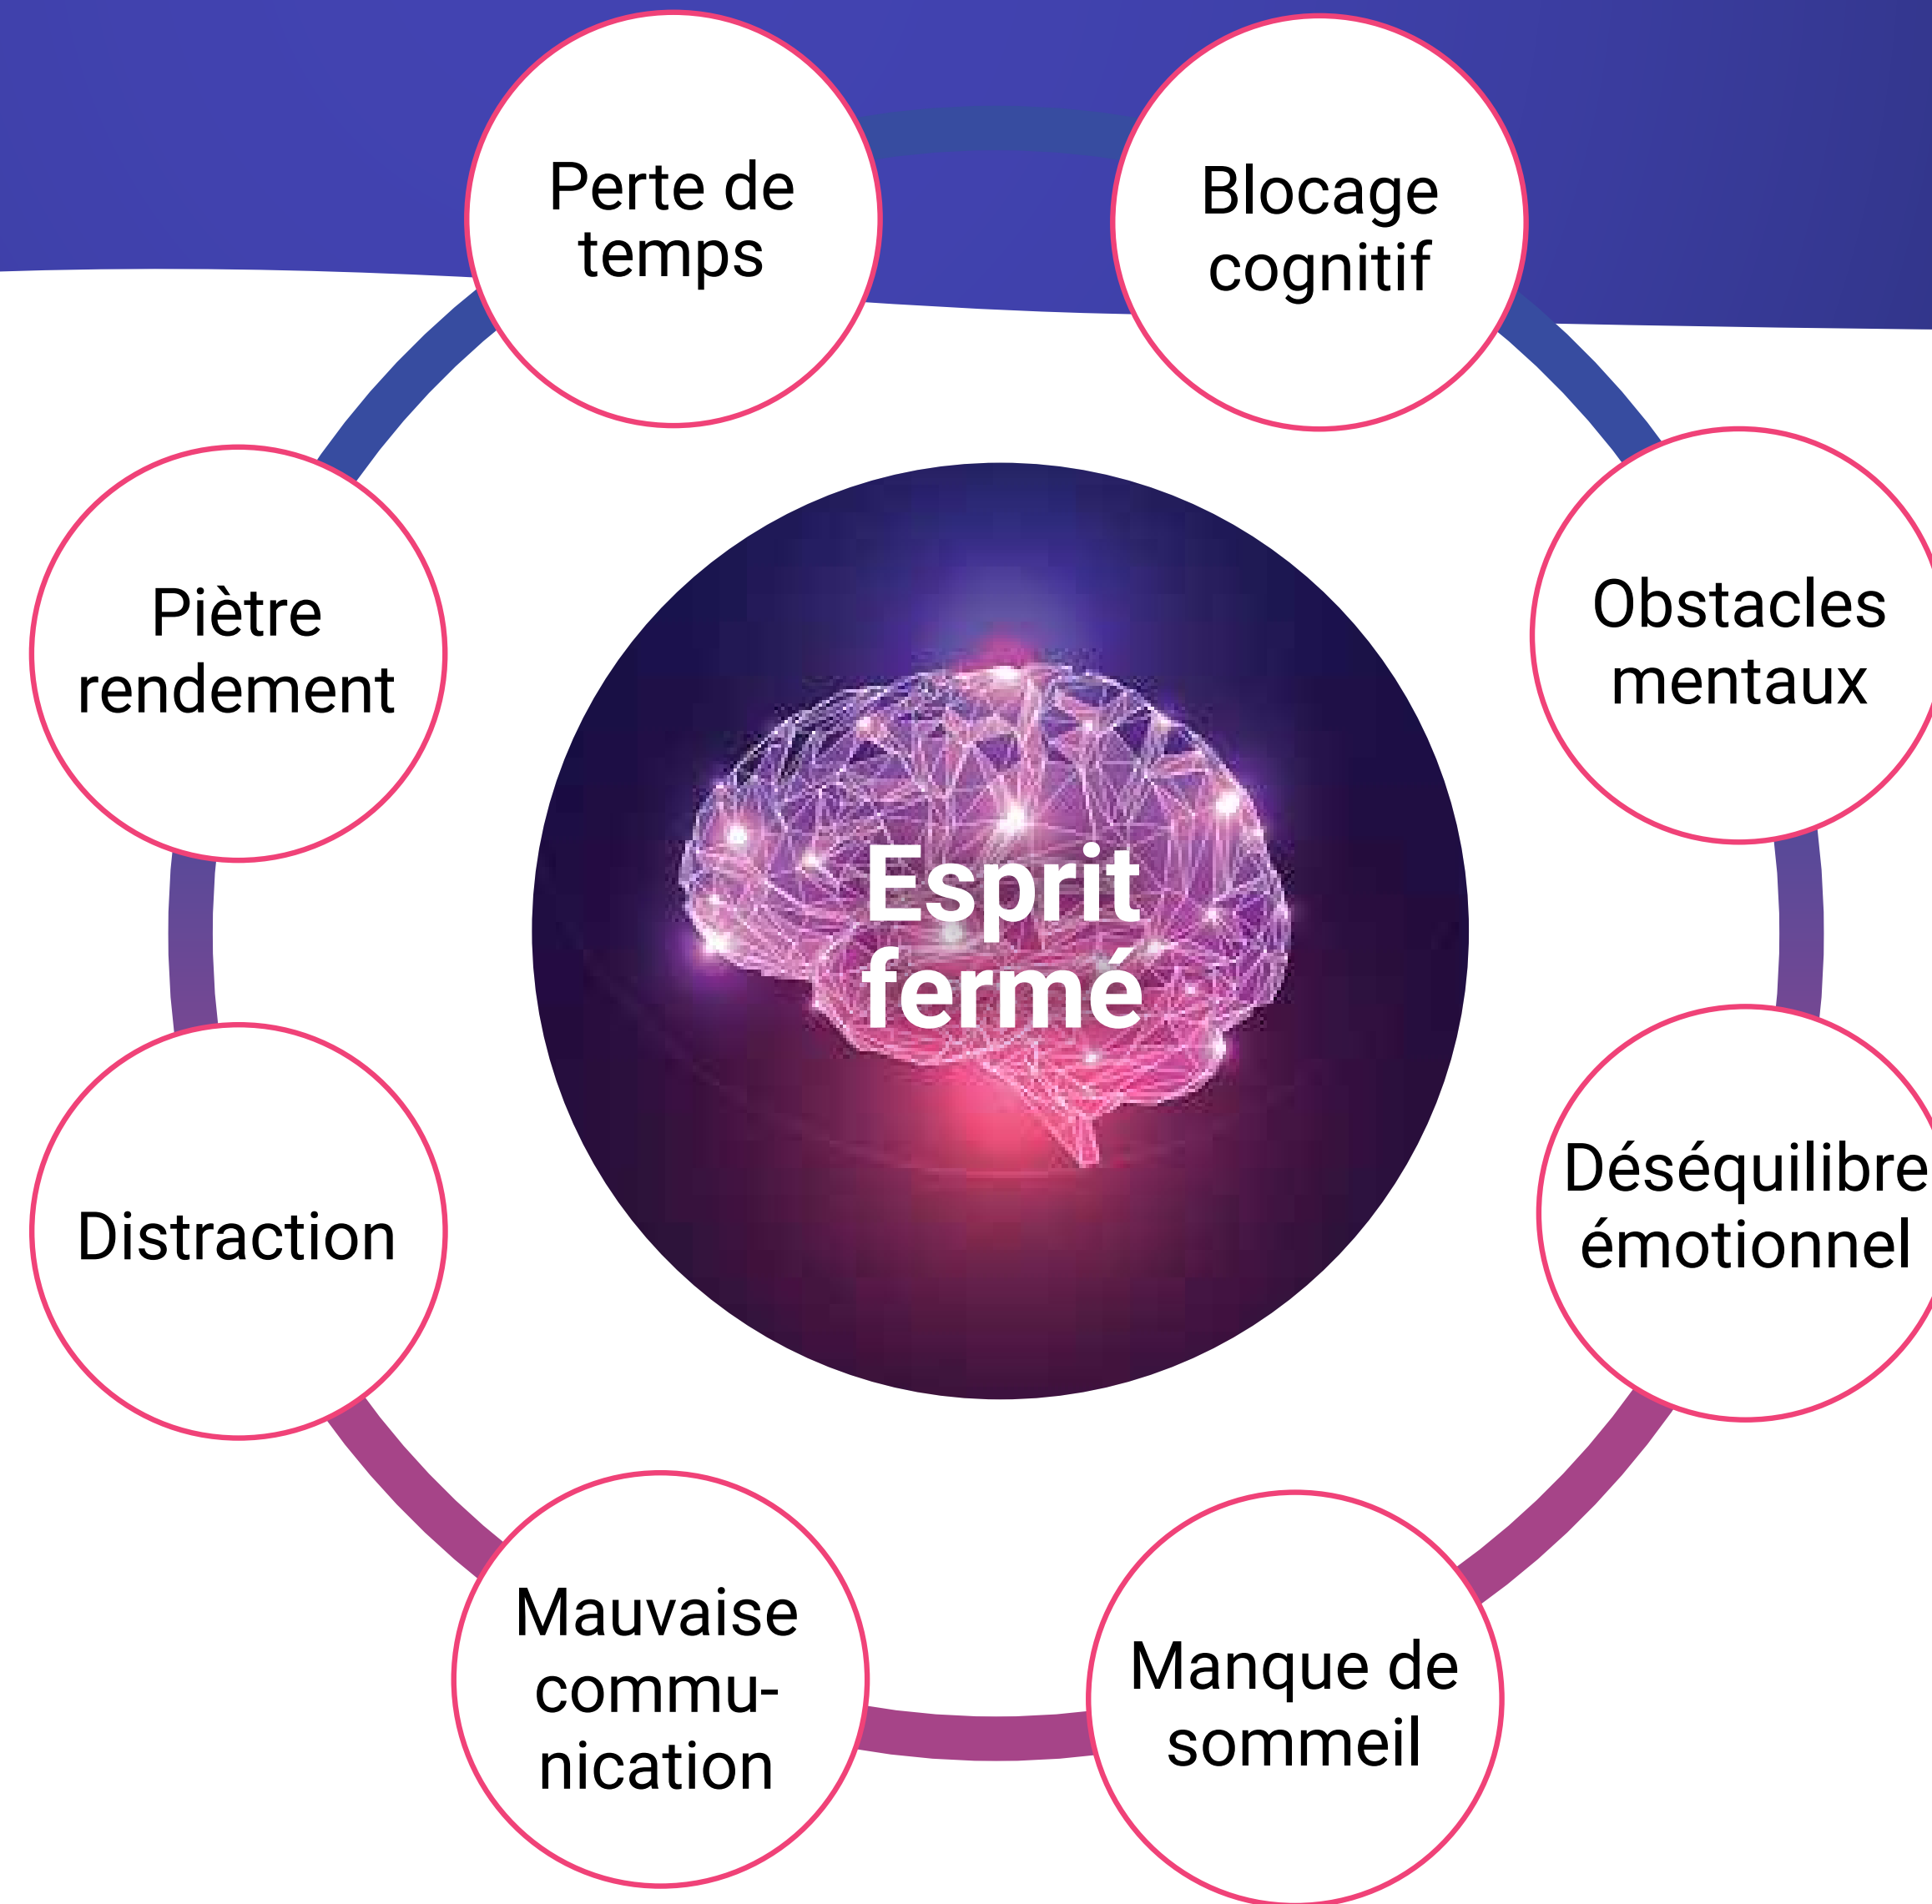 Perte de
temps
Blocage
cognitif
Obstacles
mentaux
Déséquilibre
émotionnel
Manque de
sommeil
Mauvaise
commu-
nication
Distraction
Piètre
rendement
Esprit
fermé